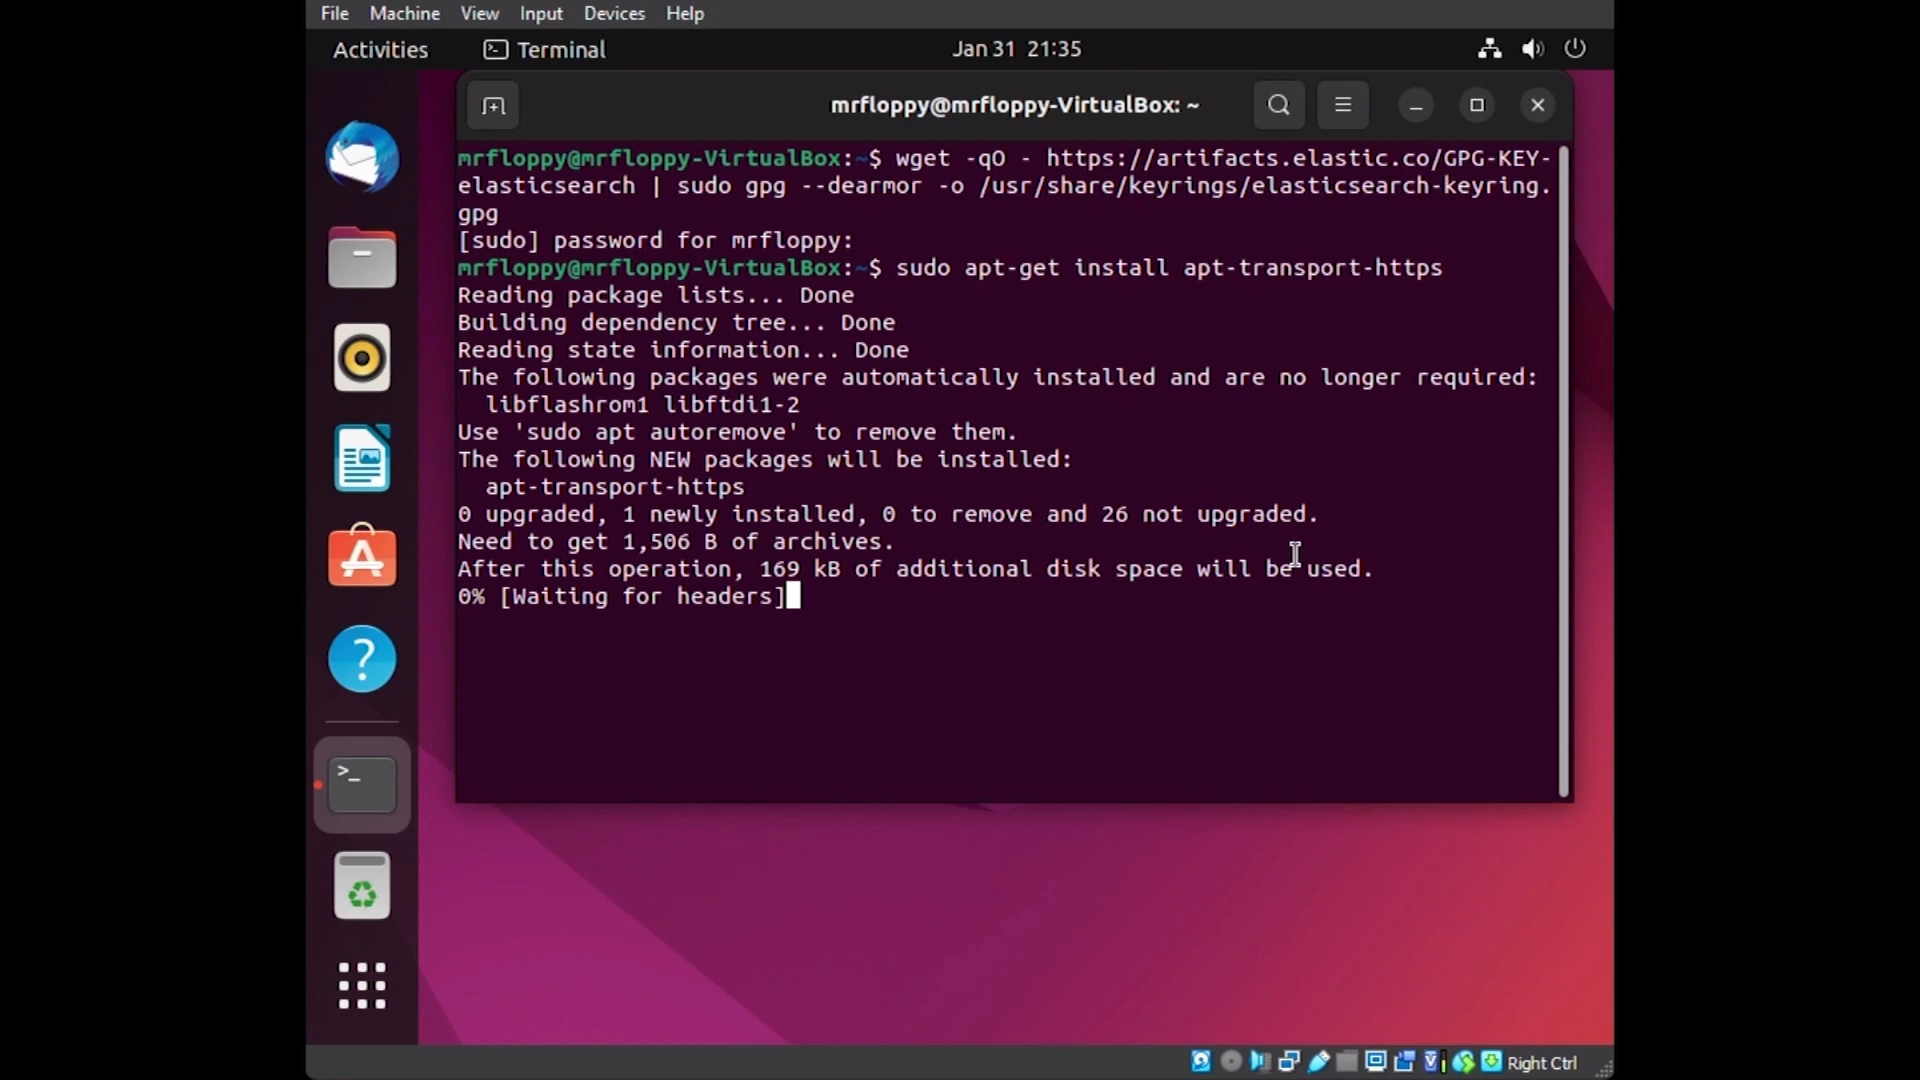 File Machine View Input Devices Help
Activities Terminal Jan 31 21:35
mrfloppy@mrfloppy-VirtualBox: ~
mrfloppy@mrfloppy-VirtualBox:~$ wget -qO - https://artifacts.elastic.co/GPG-KEY-
elasticsearch | sudo gpg --dearmor -o /usr/share/keyrings/elasticsearch-keyring.
gpg
[sudo] password for mrfloppy:
mrfloppy@mrfloppy-VirtualBox:~$ sudo apt-get install apt-transport-https
Reading package lists... Done
Building dependency tree... Done
Reading state information... Done
The following packages were automatically installed and are no longer required:
  libflashrom1 libftdi1-2
Use 'sudo apt autoremove' to remove them.
The following NEW packages will be installed:
  apt-transport-https
0 upgraded, 1 newly installed, 0 to remove and 26 not upgraded.
Need to get 1,506 B of archives.
After this operation, 169 kB of additional disk space will be used.
0% [Waiting for headers]
Right Ctrl